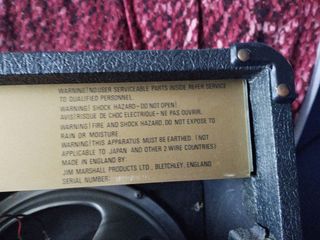 WARNING! NO USER SERVICEABLE PARTS INSIDE REFER SERVICE
TO QUALIFIED PERSONNEL.
WARNING! SHOCK HAZARD - DO NOT OPEN!
AVIS! RISQUE DE CHOC ELECTRIQUE - NE PAS OUVRIR.
WARNING! FIRE AND SHOCK HAZARD, DO NOT EXPOSE TO
RAIN OR MOISTURE
WARNING! THIS APPARATUS MUST BE EARTHED. (NOT
APPLICABLE TO JAPAN AND OTHER 2 WIRE COUNTRIES)
MADE IN ENGLAND BY
JIM MARSHALL PRODUCTS LTD., BLETCHLEY, ENGLAND
SERIAL NUMBER: